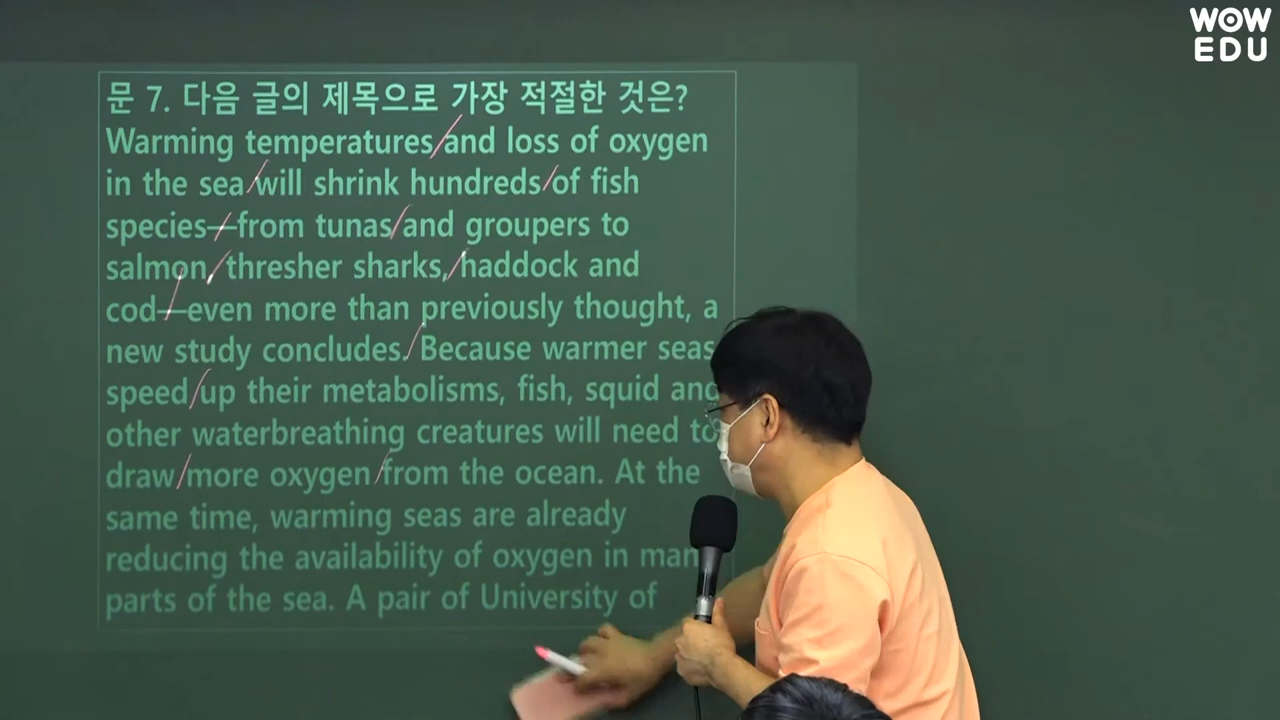 WOW
EDU
문 7. 다음 글의 제목으로 가장 적절한 것은?
Warming temperatures and loss of oxygen
in the sea will shrink hundreds of fish
species—from tunas and groupers to
salmon, thresher sharks, haddock and
cod—even more than previously thought, a
new study concludes. Because warmer seas
speed up their metabolisms, fish, squid and
other waterbreathing creatures will need to
draw more oxygen from the ocean. At the
same time, warming seas are already
reducing the availability of oxygen in many
parts of the sea. A pair of University of